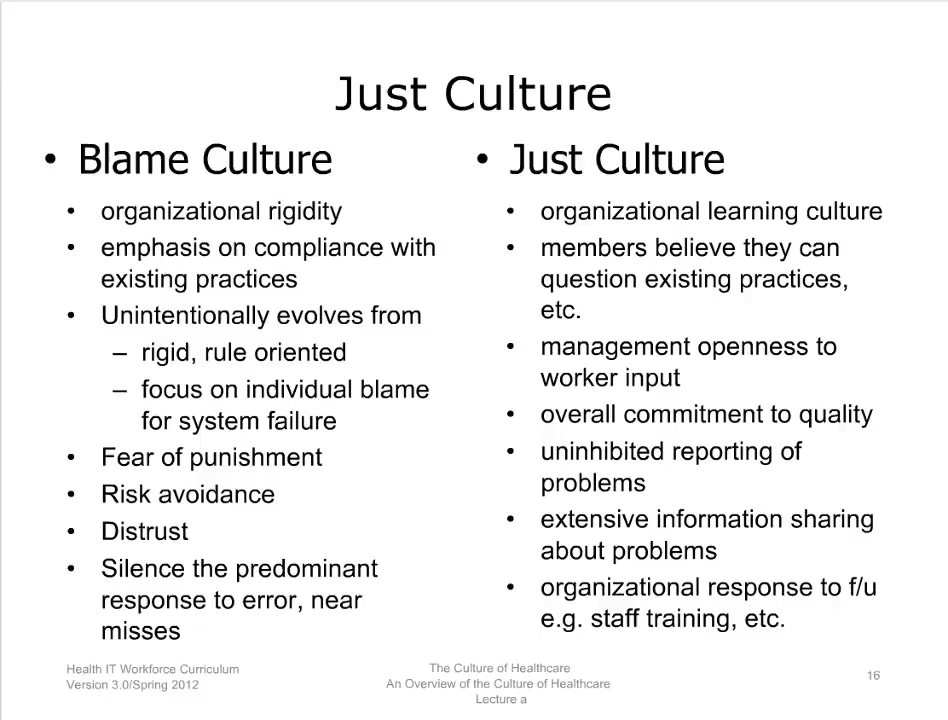 Just Culture
• Blame Culture
• organizational rigidity
• emphasis on compliance with
existing practices
• Unintentionally evolves from
– rigid, rule oriented
– focus on individual blame
for system failure
• Fear of punishment
• Risk avoidance
• Distrust
• Silence the predominant
response to error, near
misses
• Just Culture
• organizational learning culture
• members believe they can
question existing practices,
etc.
• management openness to
worker input
• overall commitment to quality
• uninhibited reporting of
problems
• extensive information sharing
about problems
• organizational response to f/u
e.g. staff training, etc.
Health IT Workforce Curriculum
Version 3.0/Spring 2012
The Culture of Healthcare
An Overview of the Culture of Healthcare
Lecture a
16